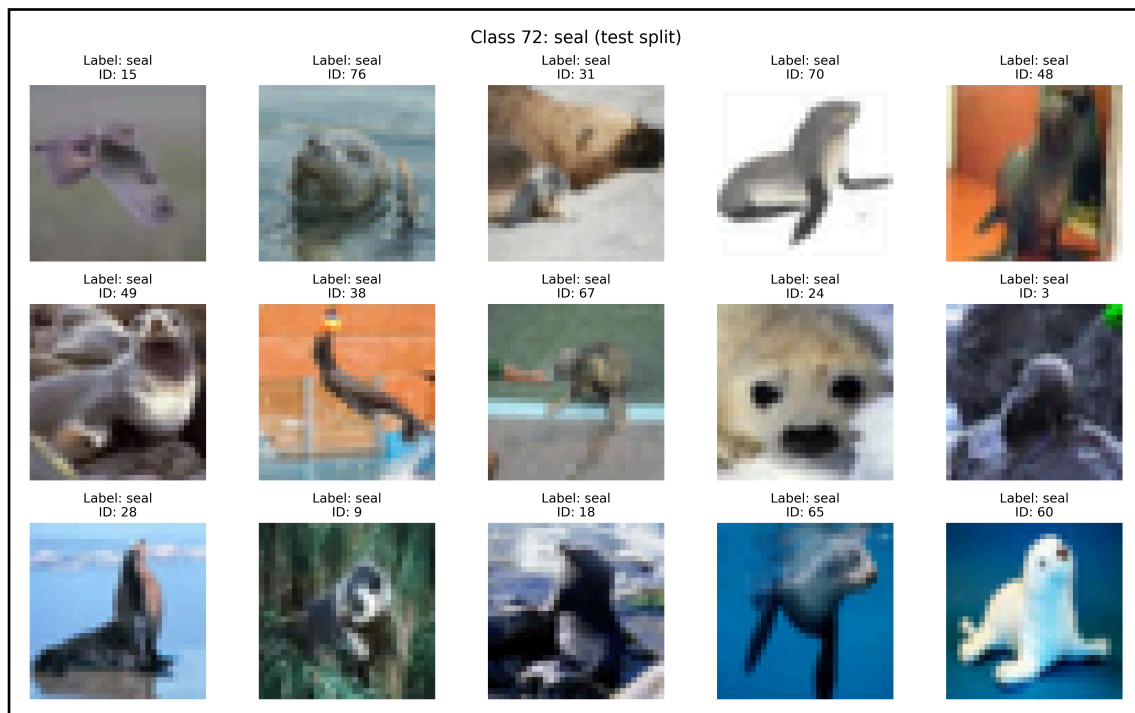 Class 72: seal (test split)
Label: seal
ID: 15
Label: seal
ID: 76
Label: seal
ID: 31
Label: seal
ID: 70
Label: seal
ID: 48
Label: seal
ID: 49
Label: seal
ID: 38
Label: seal
ID: 67
Label: seal
ID: 24
Label: seal
ID: 3
Label: seal
ID: 28
Label: seal
ID: 9
Label: seal
ID: 18
Label: seal
ID: 65
Label: seal
ID: 60